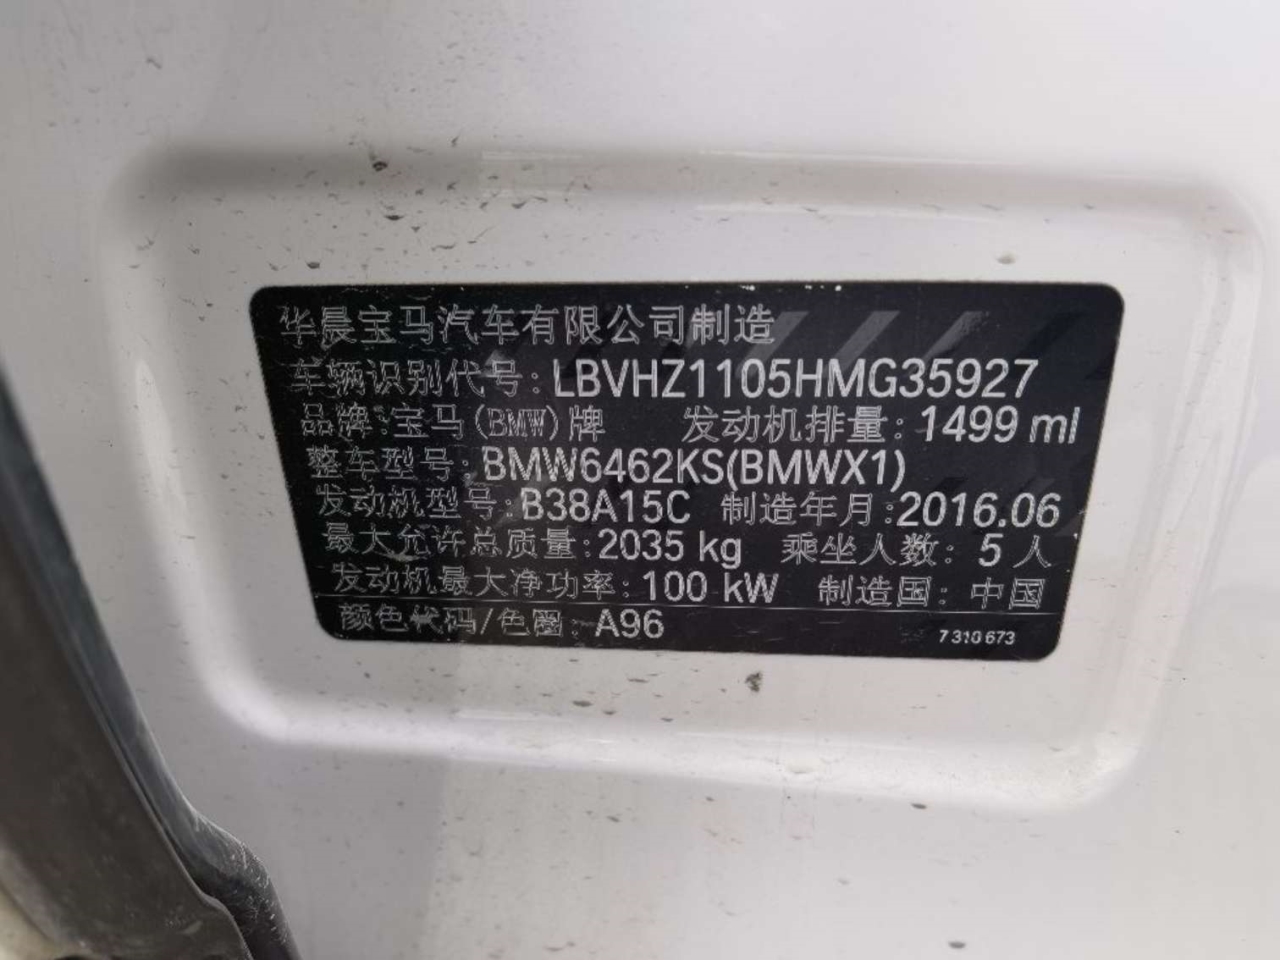 华晨宝马汽车有限公司制造
车辆识别代号: LBVHZ1105HMG35927
品牌:宝马(BMW)牌 发动机排量: 1499 ml
整车型号: BMW6462KS(BMWX1)
发动机型号: B38A15C 制造年月:2016.06
最大允许总质量: 2035 kg 乘坐人数: 5 人
发动机最大净功率: 100 kW 制造国: 中国
颜色代码/色圈: A96 7 310 673